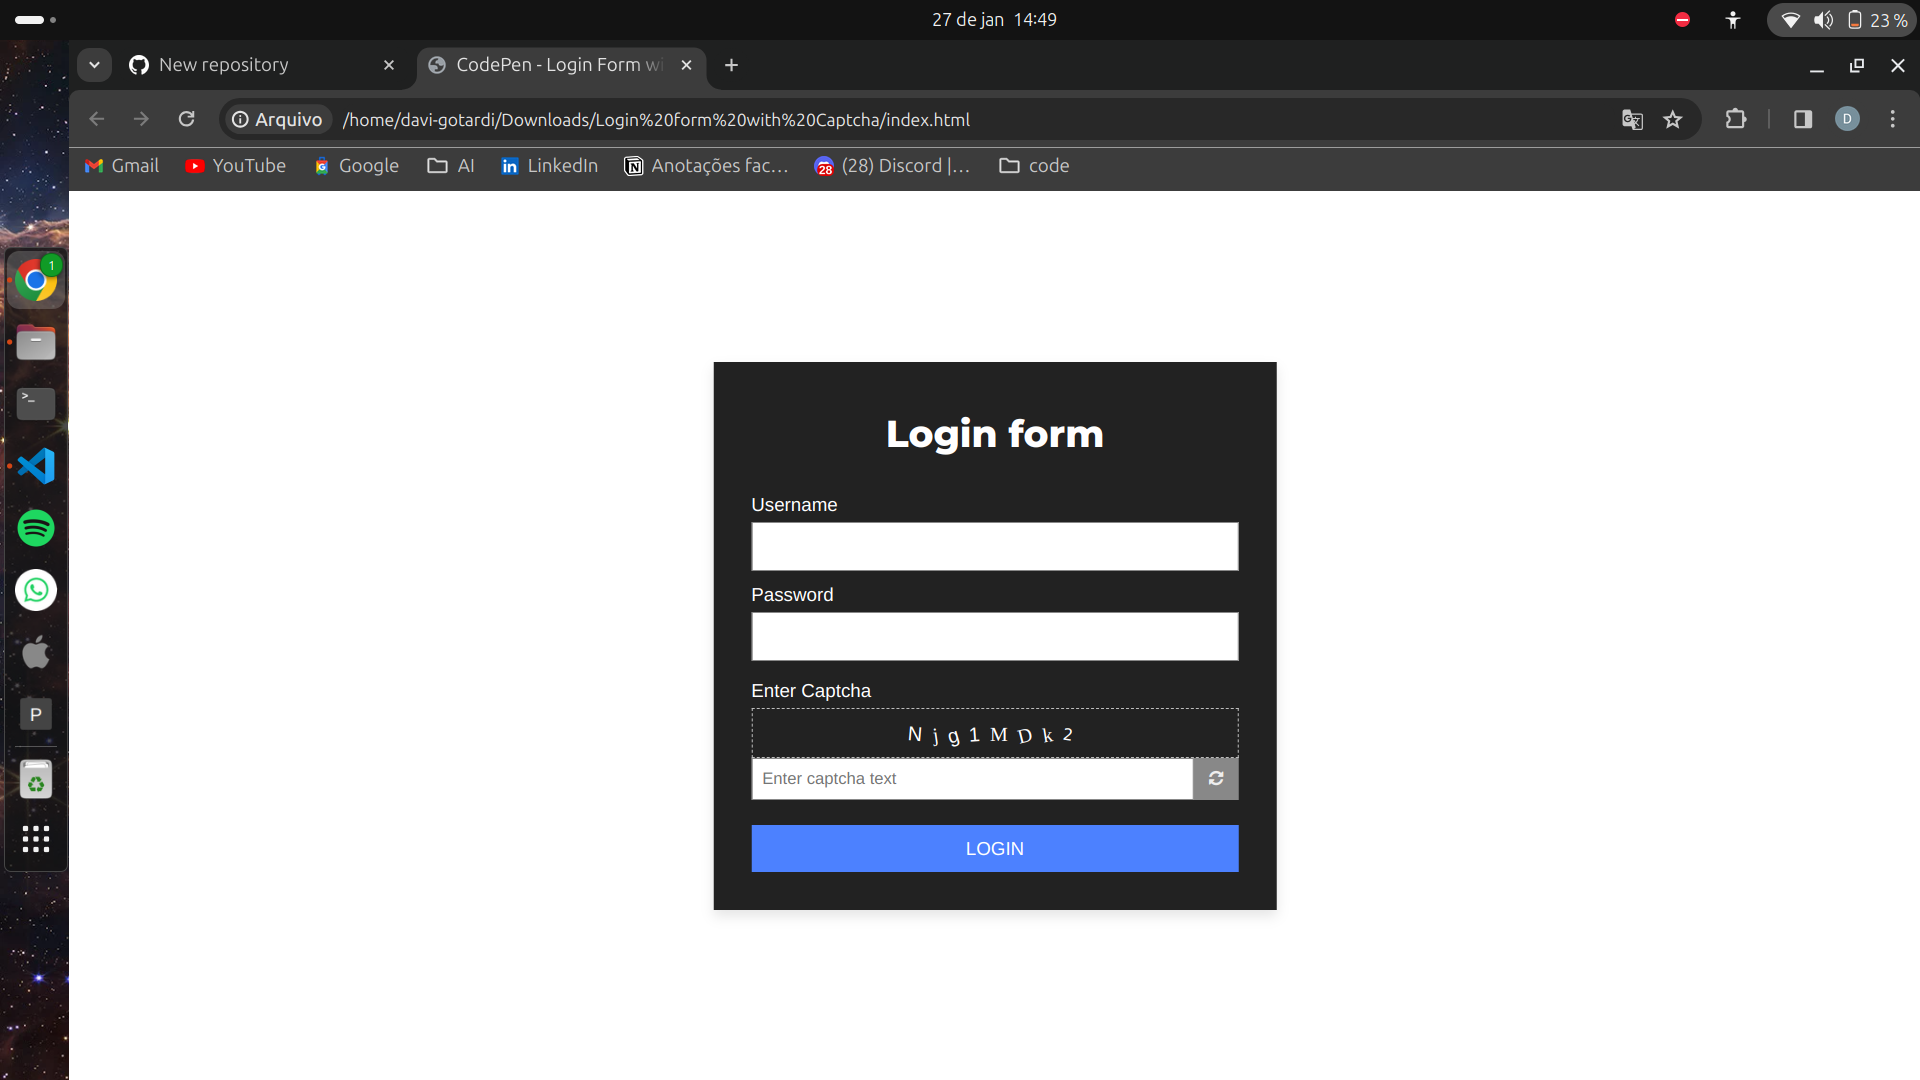 27 de jan 14:49
23 %
New repository
CodePen - Login Form wi
Arquivo
/home/davi-gotardi/Downloads/Login%20form%20with%20Captcha/index.html
D
Gmail
YouTube
Google
AI
LinkedIn
Anotações fac...
(28) Discord |...
code
1
P
Login form
Username
Password
Enter Captcha
N j g 1 M D k 2
Enter captcha text
LOGIN